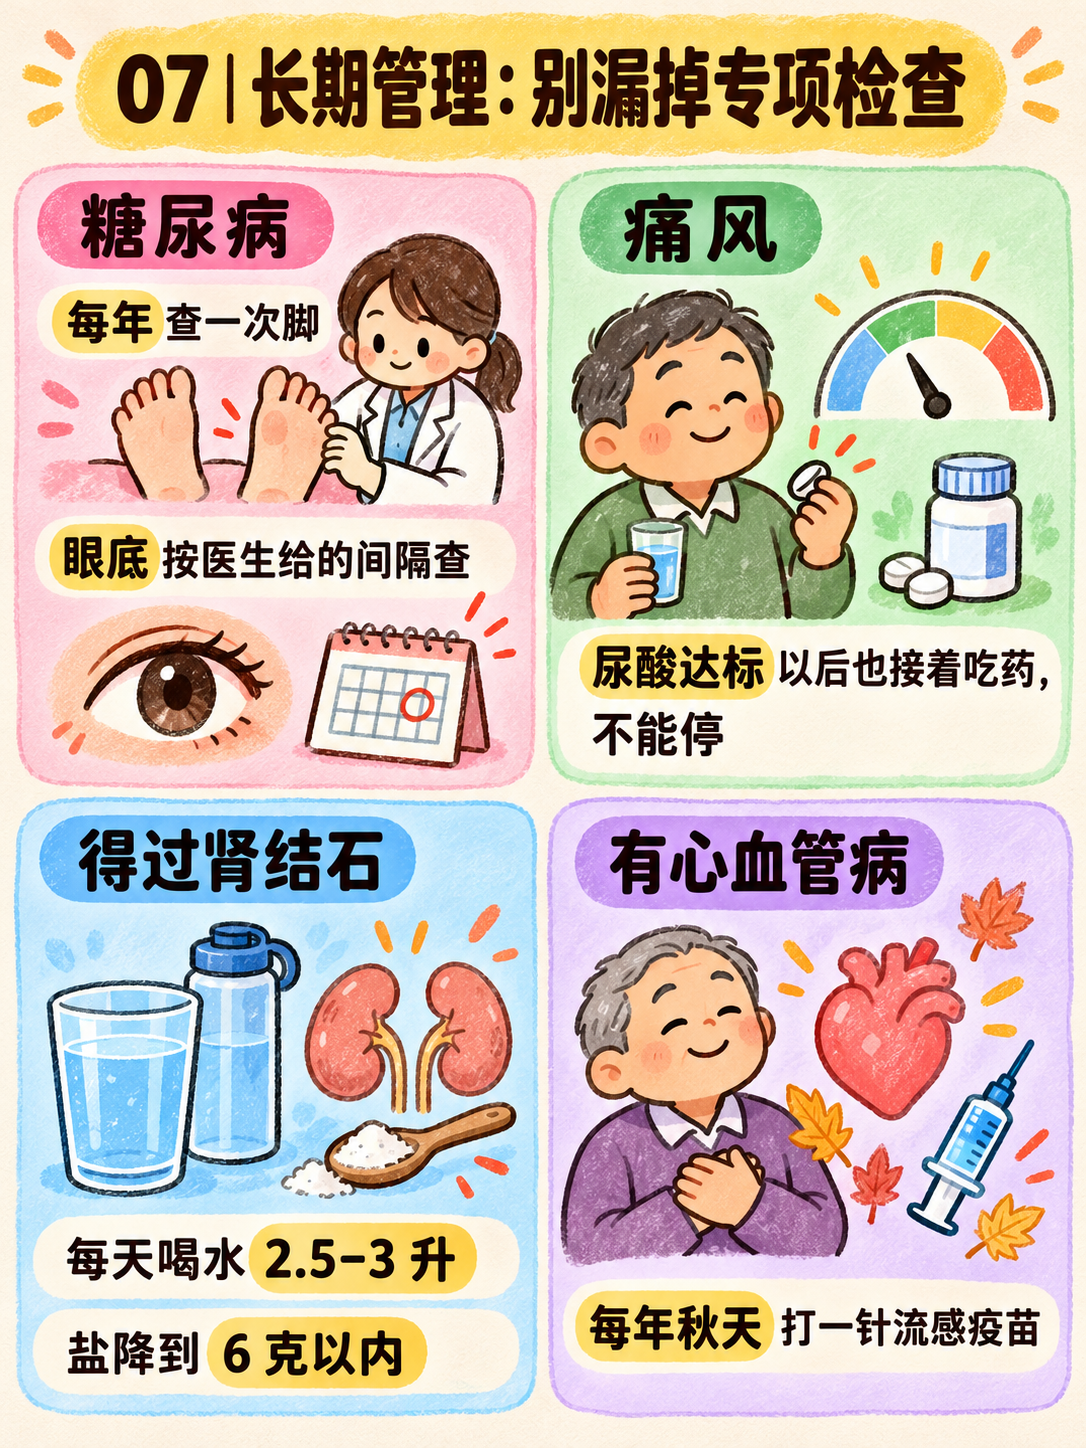 07|长期管理：别漏掉专项检查
糖尿病
每年 查一次脚
眼底 按医生给的间隔查
痛风
尿酸达标 以后也接着吃药，
不能停
得过肾结石
每天喝水 2.5-3 升
盐降到 6 克以内
有心血管病
每年秋天 打一针流感疫苗